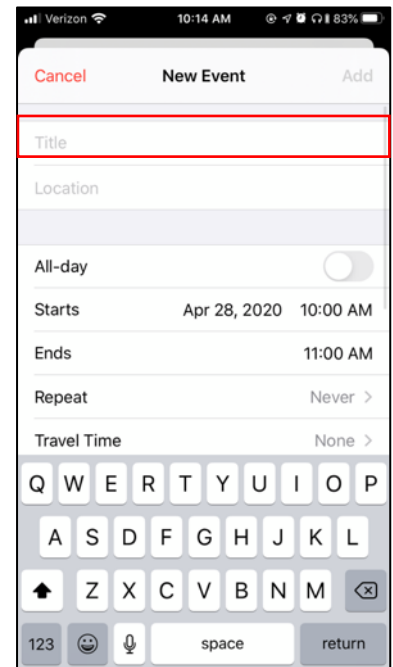 Verizon 10:14 AM 83%
Cancel New Event Add
Title
Location
All-day
Starts Apr 28, 2020 10:00 AM
Ends 11:00 AM
Repeat Never >
Travel Time None >
Q W E R T Y U I O P
A S D F G H J K L
Z X C V B N M
123 space return